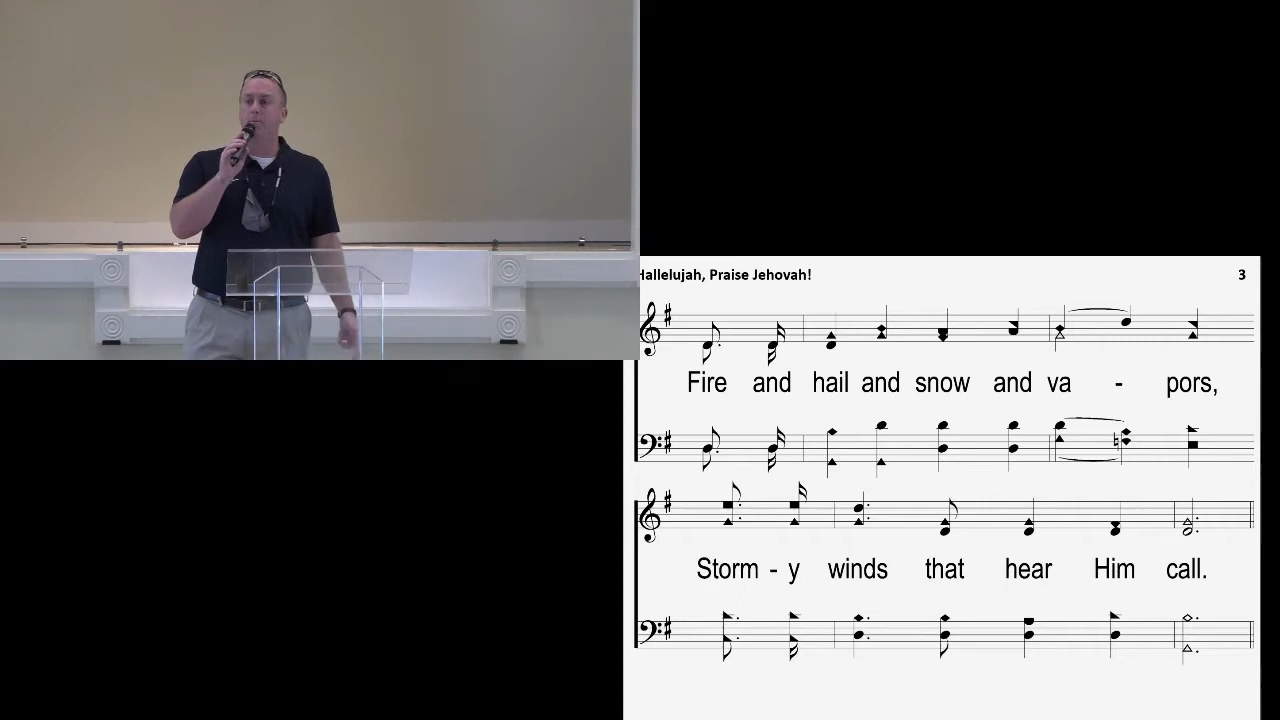 Hallelujah, Praise Jehovah! 3
Fire and hail and snow and va - pors,
Storm - y winds that hear Him call.